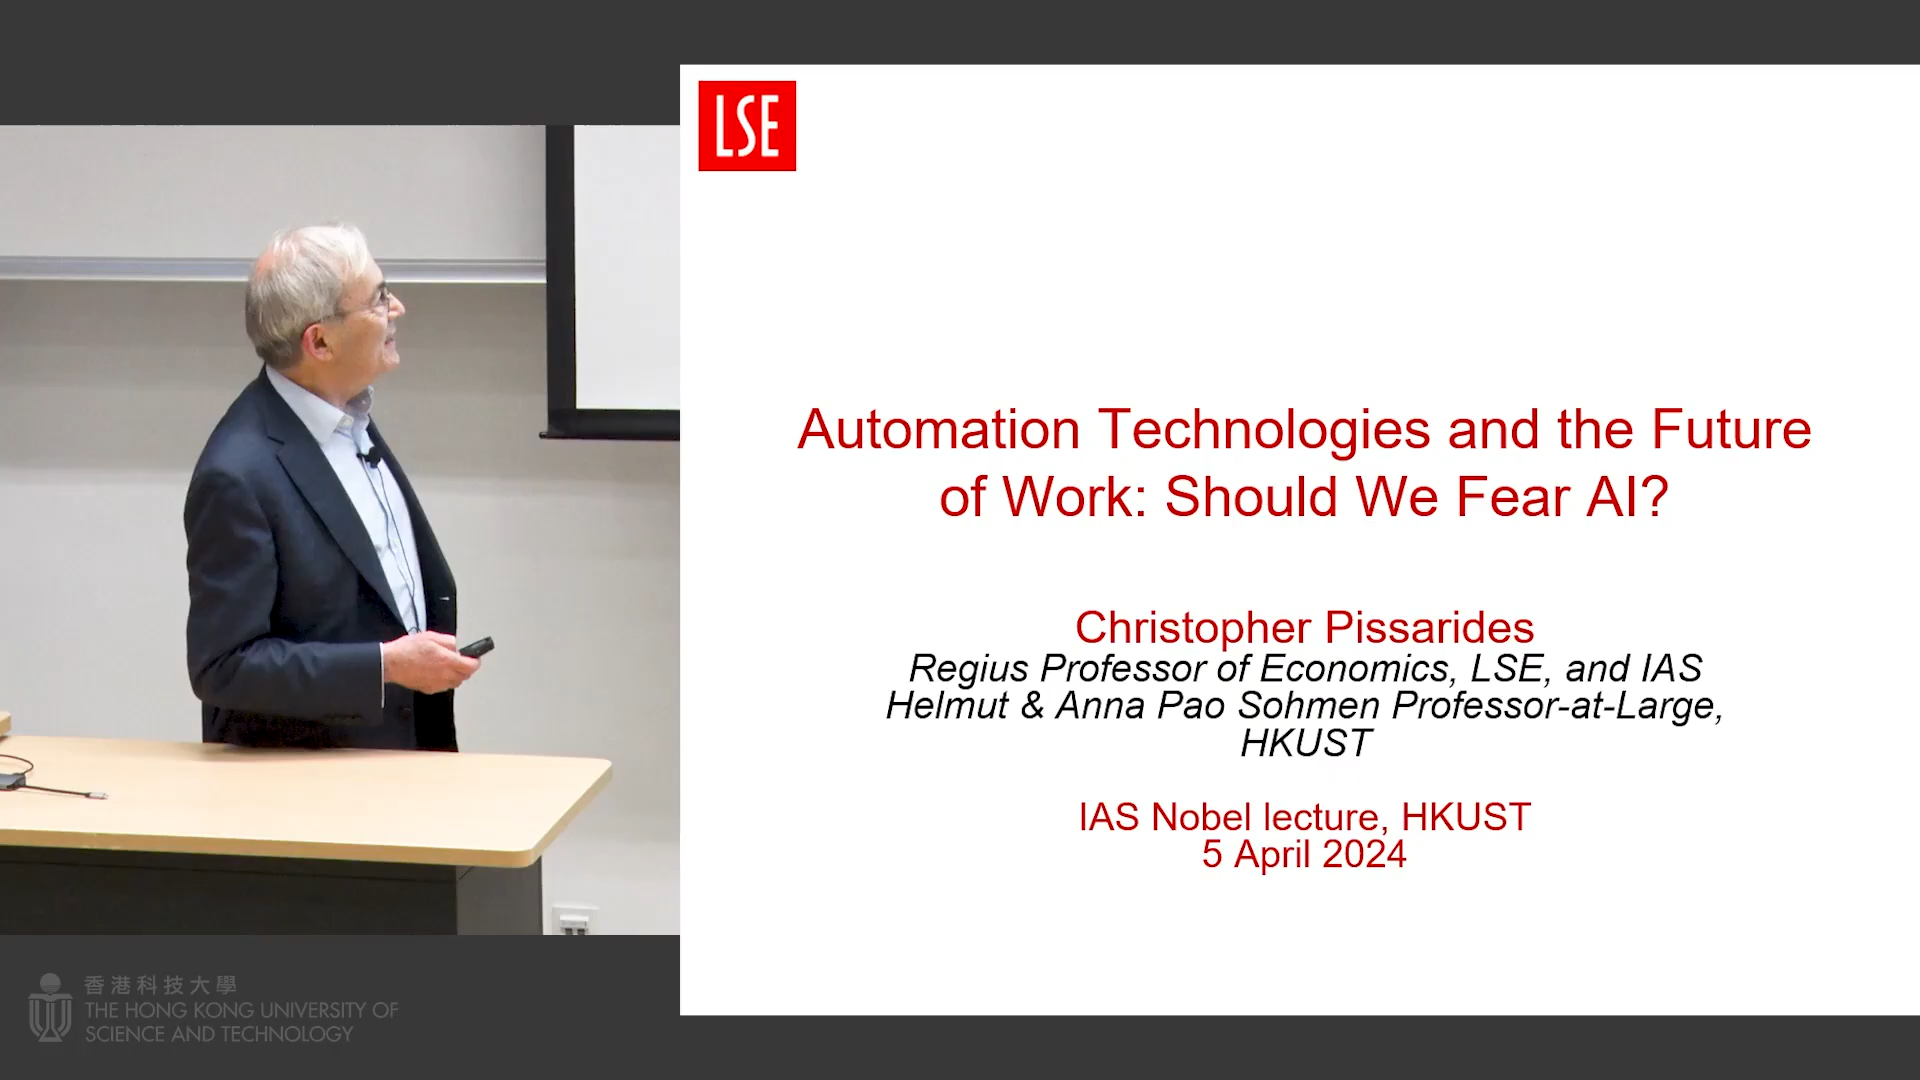 LSE
Automation Technologies and the Future
of Work: Should We Fear AI?
Christopher Pissarides
Regius Professor of Economics, LSE, and IAS
Helmut & Anna Pao Sohmen Professor-at-Large,
HKUST
IAS Nobel lecture, HKUST
5 April 2024
香港科技大學
THE HONG KONG UNIVERSITY OF
SCIENCE AND TECHNOLOGY